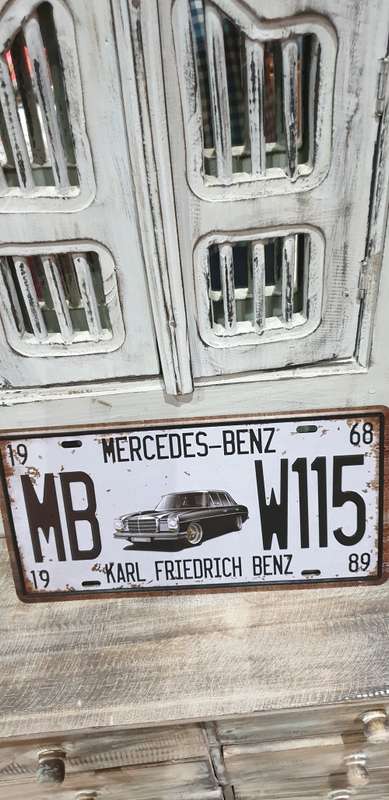 19 MERCEDES-BENZ 68
MB W115
19 KARL FRIEDRICH BENZ 89